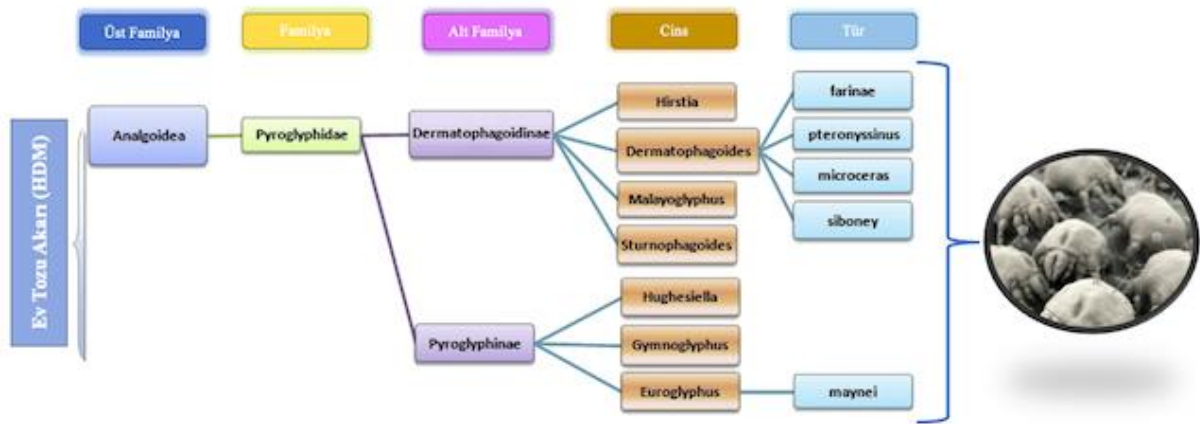 Üst Familya
Familya
Alt Familya
Cins
Tür
Ev Tozu Akarı (HDM)
Analgoidea
Pyroglyphidae
Dermatophagoidinae
Hirstia
Dermatophagoides
Malayoglyphus
Sturnophagoides
farinae
pteronyssinus
microceras
siboney
Pyroglyphinae
Hughesiella
Gymnoglyphus
Euroglyphus
maynei